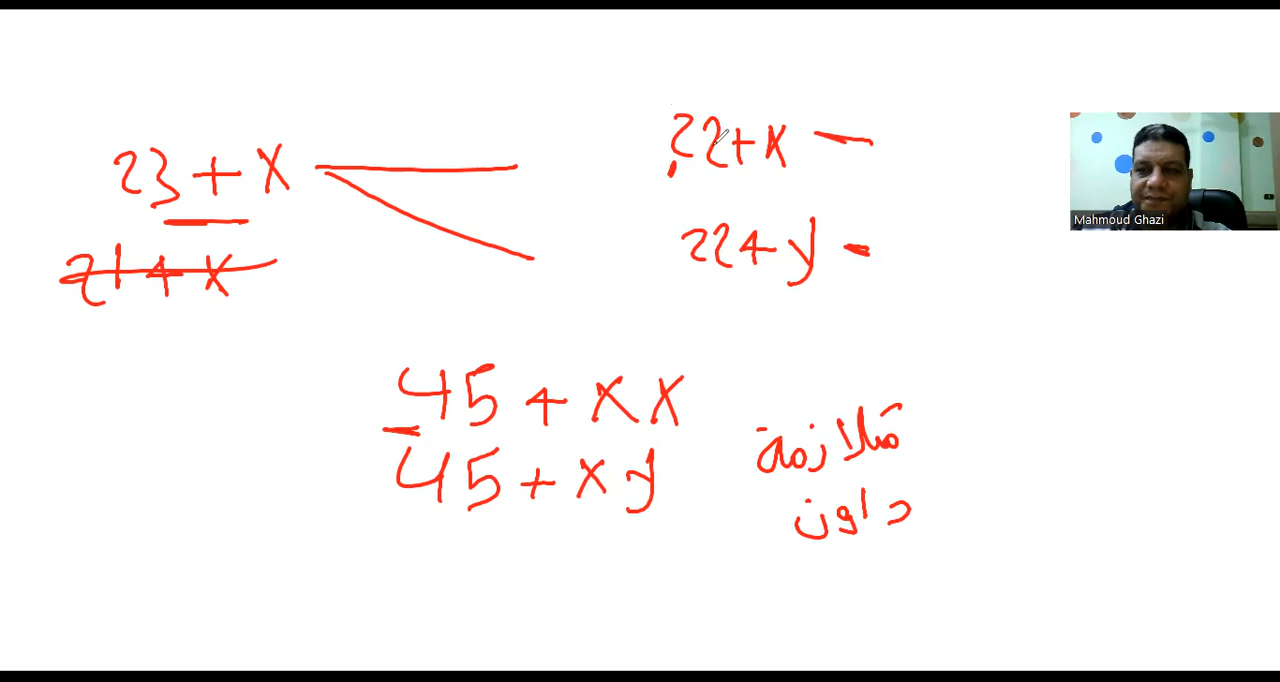 23 + X
21 + X
22 + X
22 + y
45 + XX
45 + xy
متلازمة
داون
Mahmoud Ghazi